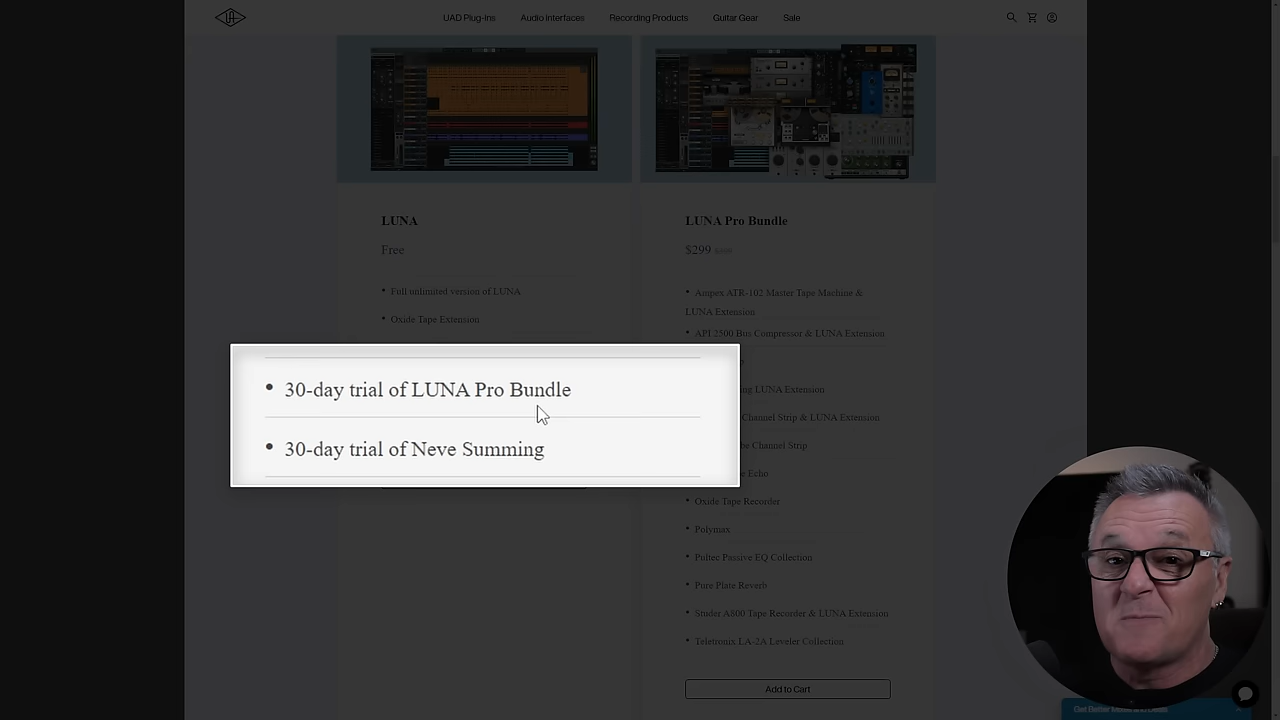 UAD Plug-Ins Audio Interfaces Recording Products Guitar Gear Sale
LUNA
Free
• Full unlimited version of LUNA
• Oxide Tape Extension
• 30-day trial of LUNA Pro Bundle
• 30-day trial of Neve Summing
LUNA Pro Bundle
$299
• Ampex ATR-102 Master Tape Machine &
LUNA Extension
• API 2500 Bus Compressor & LUNA Extension
LUNA Extension
Channel Strip & LUNA Extension
Channel Strip
Echo
• Oxide Tape Recorder
• Polymax
• Pultec Passive EQ Collection
• Pure Plate Reverb
• Studer A800 Tape Recorder & LUNA Extension
• Teletronix LA-2A Leveler Collection
Add to Cart